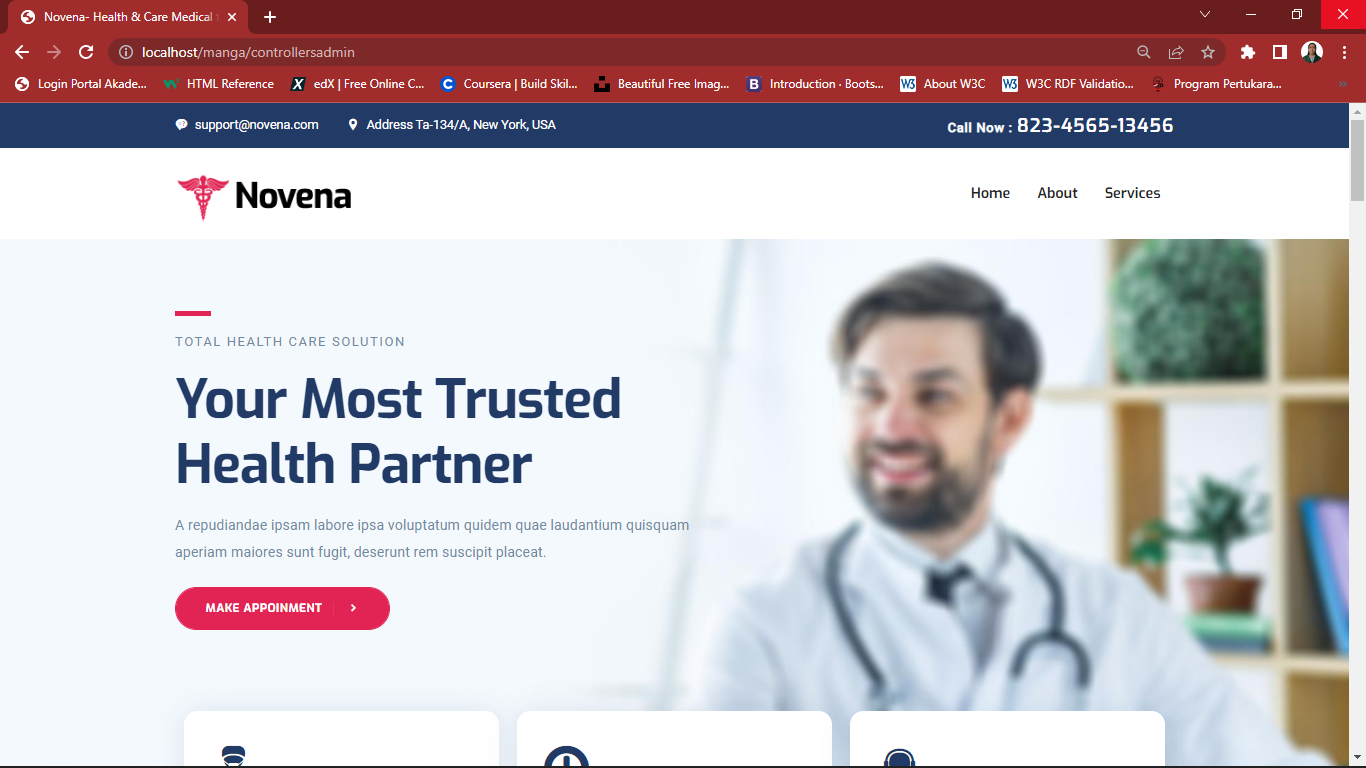 Novena- Health & Care Medical
localhost/manga/controllersadmin
Login Portal Akade... HTML Reference edX | Free Online C... Coursera | Build Skil... Beautiful Free Imag... Introduction · Boots... About W3C W3C RDF Validatio... Program Pertukara...
support@novena.com Address Ta-134/A, New York, USA Call Now : 823-4565-13456
Novena Home About Services
TOTAL HEALTH CARE SOLUTION
Your Most Trusted
Health Partner
A repudiandae ipsam labore ipsa voluptatum quidem quae laudantium quisquam
aperiam maiores sunt fugit, deserunt rem suscipit placeat.
MAKE APPOINMENT